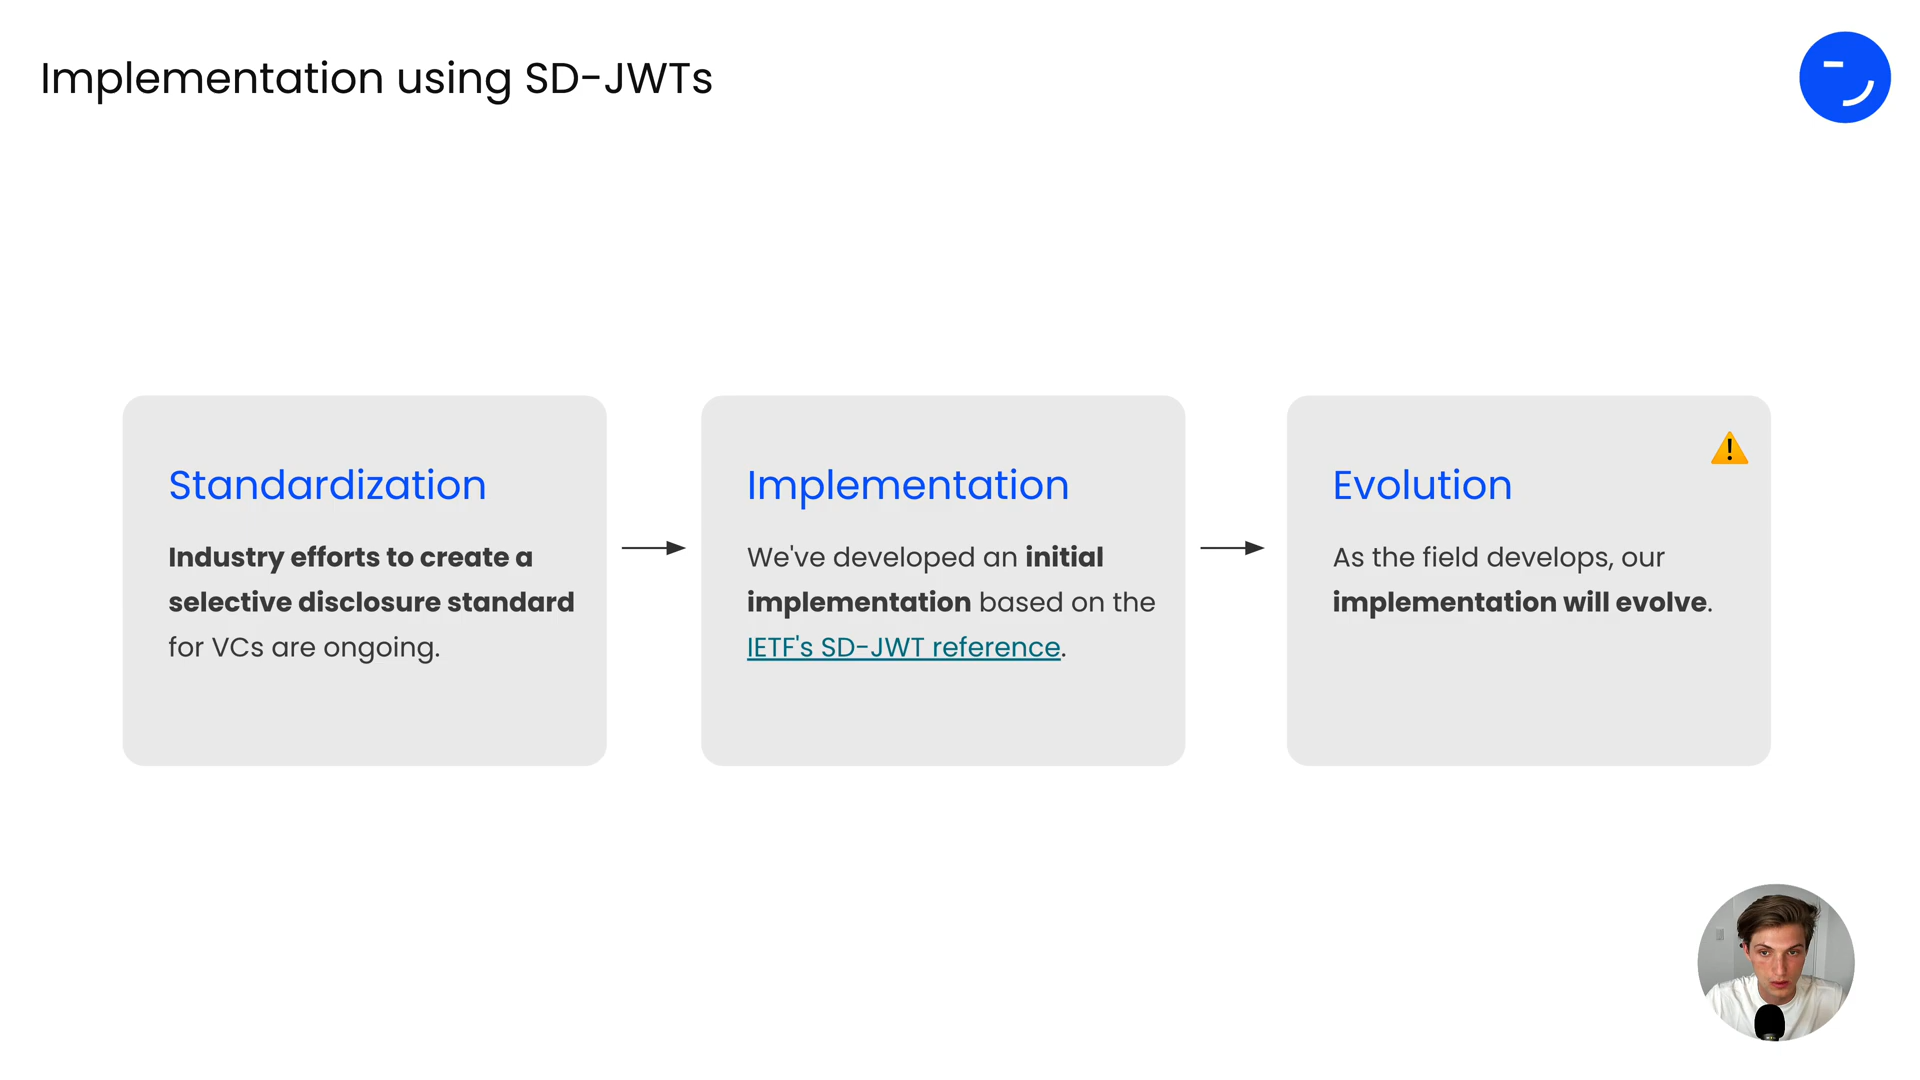 Implementation using SD-JWTs
Standardization
Industry efforts to create a
selective disclosure standard
for VCs are ongoing.
Implementation
We've developed an initial
implementation based on the
IETF's SD-JWT reference.
Evolution
As the field develops, our
implementation will evolve.